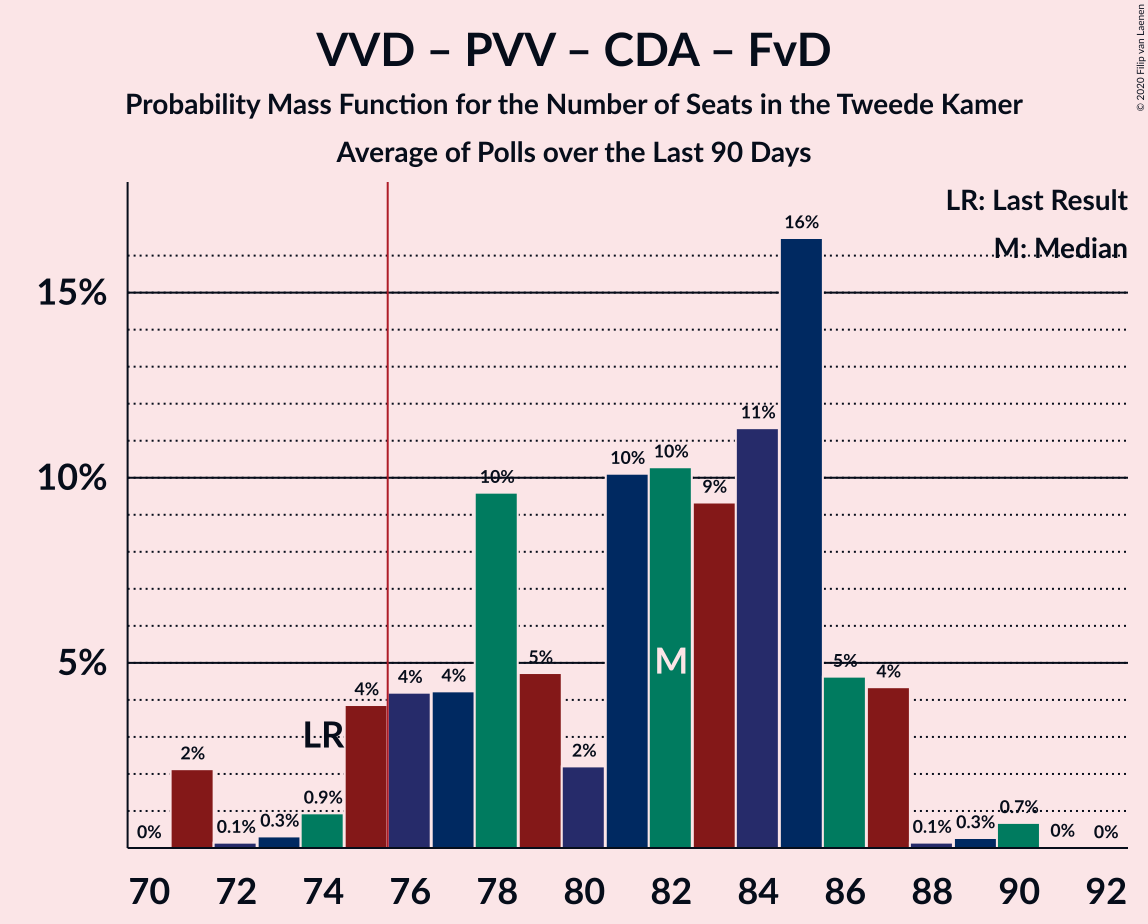 VVD – PVV – CDA – FvD
Probability Mass Function for the Number of Seats in the Tweede Kamer
Average of Polls over the Last 90 Days
© 2020 Filip van Laenen
LR: Last Result
M: Median
15%
10%
5%
0%
2%
0.1%
0.3%
0.9%
LR
4%
4%
4%
10%
5%
2%
10%
10%
M
9%
11%
16%
5%
4%
0.1%
0.3%
0.7%
0%
0%
70 72 74 76 78 80 82 84 86 88 90 92